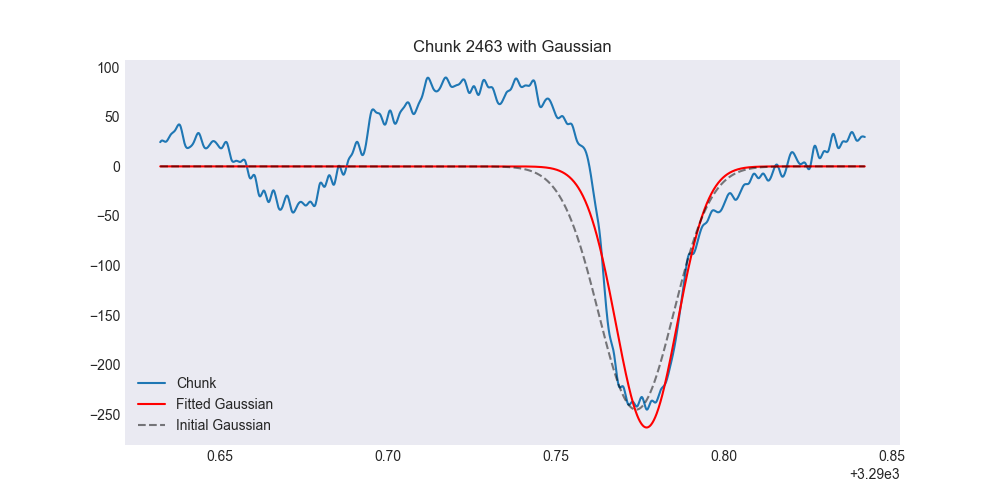 Chunk 2463 with Gaussian
100
50
0
−50
−100
−150
−200
−250
Chunk
Fitted Gaussian
Initial Gaussian
0.65 0.70 0.75 0.80 0.85
+3.29e3